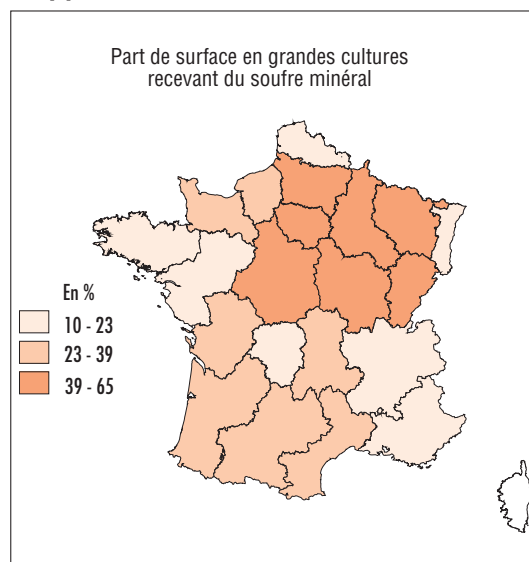 Part de surface en grandes cultures
recevant du soufre minéral
En %
10 - 23
23 - 39
39 - 65